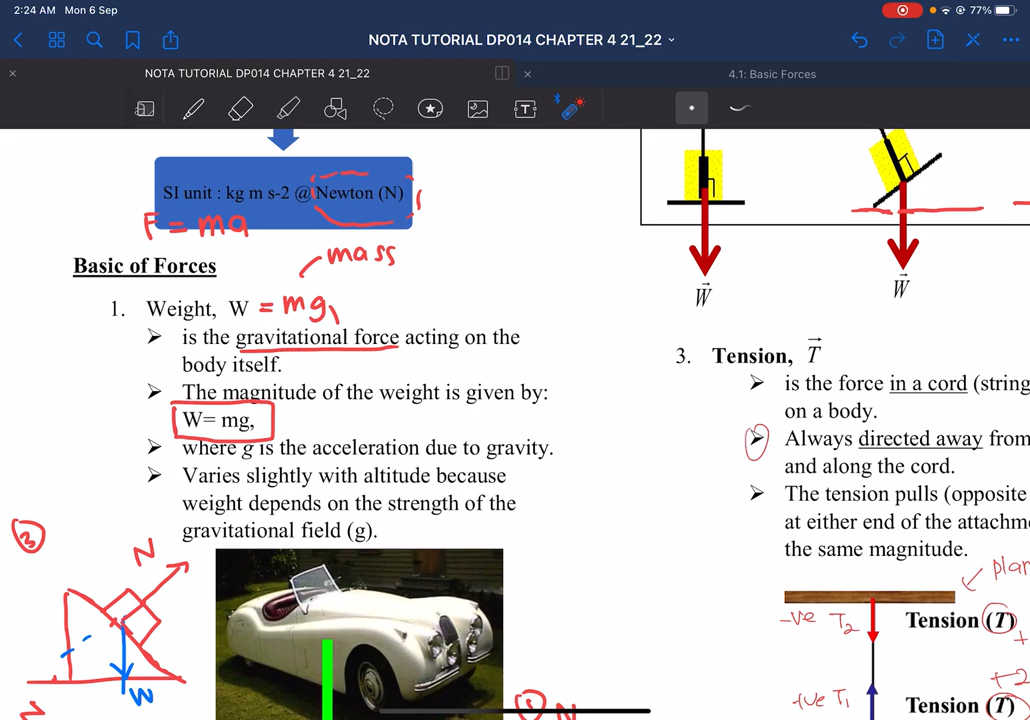 2:24 AM Mon 6 Sep
77%
NOTA TUTORIAL DP014 CHAPTER 4 21_22
NOTA TUTORIAL DP014 CHAPTER 4 21_22
4.1: Basic Forces
SI unit : kg m s-2 @ Newton (N)
F = ma
mass
Basic of Forces
1. Weight, W = mg
is the gravitational force acting on the
body itself.
The magnitude of the weight is given by:
W= mg,
where g is the acceleration due to gravity.
Varies slightly with altitude because
weight depends on the strength of the
gravitational field (g).
3
N
W
N
W
W
3. Tension, T
is the force in a cord (string
on a body.
Always directed away from
and along the cord.
The tension pulls (opposite
at either end of the attachm
the same magnitude.
-ve T2
Tension (T)
+
+ve T1
Tension (T)